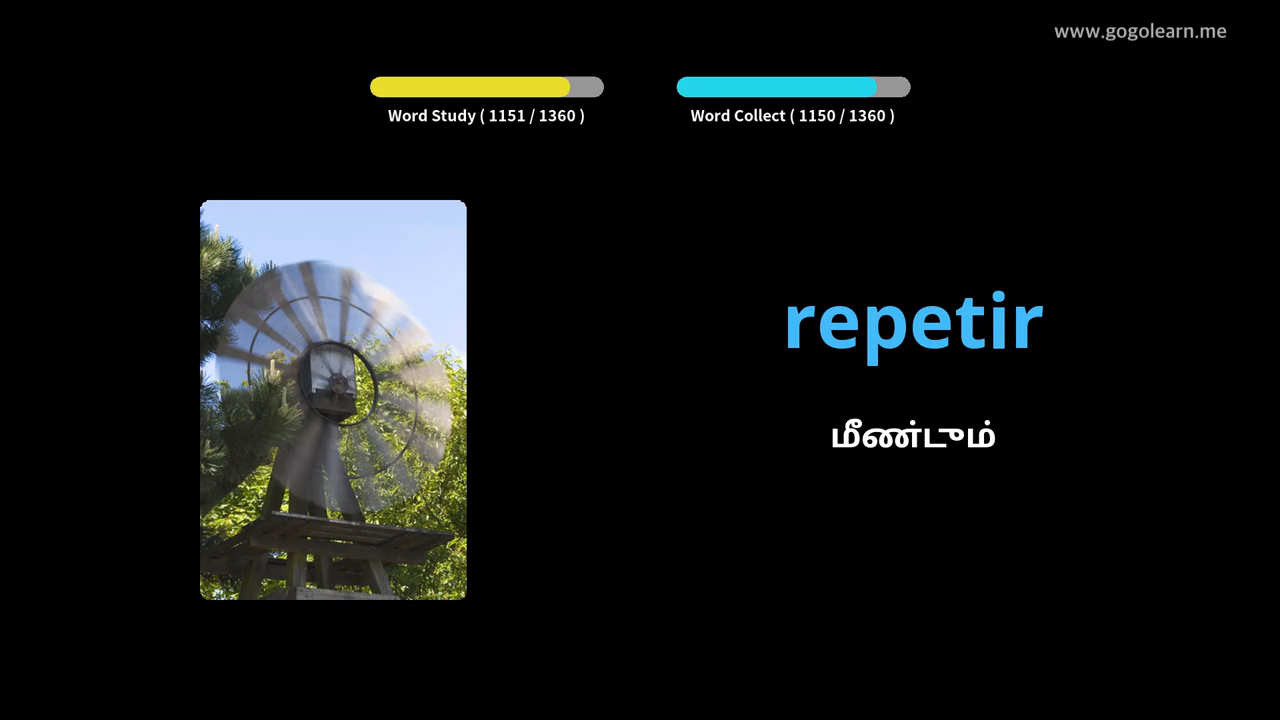 www.gogolearn.me
Word Study ( 1151 / 1360 )
Word Collect ( 1150 / 1360 )
repetir
மீண்டும்